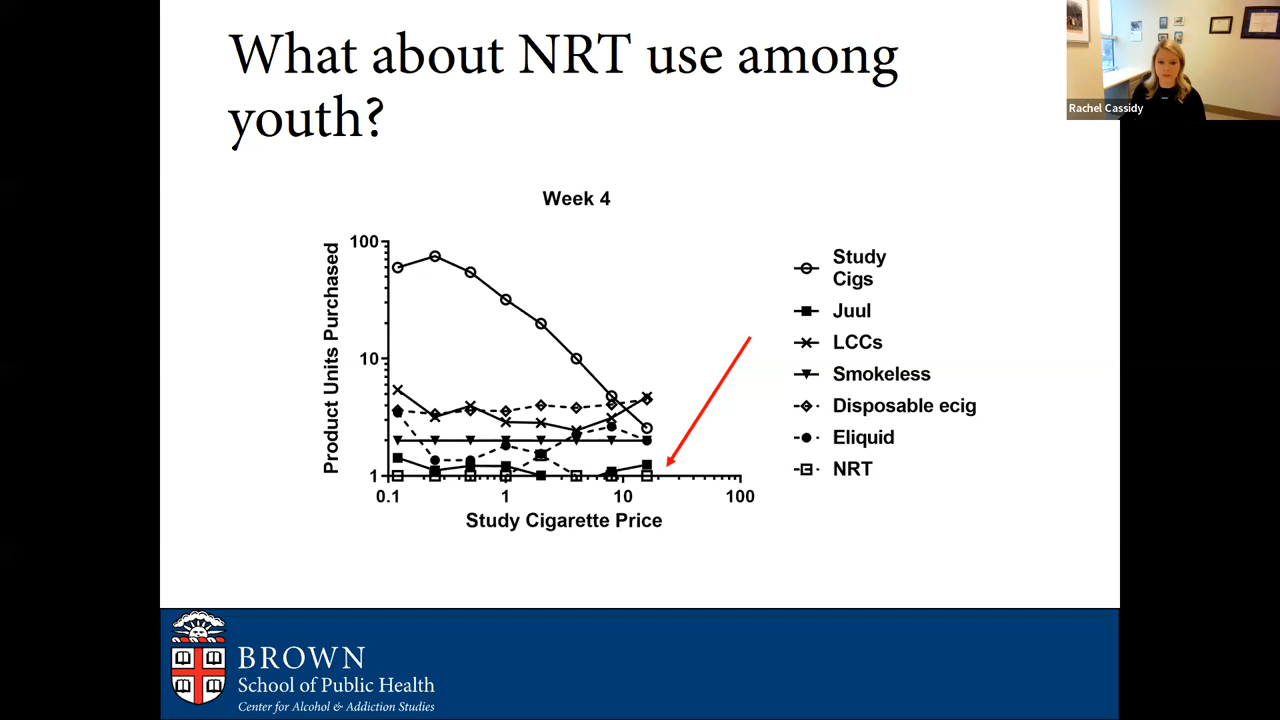 What about NRT use among
youth?
Rachel Cassidy
Week 4
Product Units Purchased
100
10
1
0.1
1
10
100
Study Cigarette Price
Study
Cigs
Juul
LCCs
Smokeless
Disposable ecig
Eliquid
NRT
BROWN
School of Public Health
Center for Alcohol & Addiction Studies